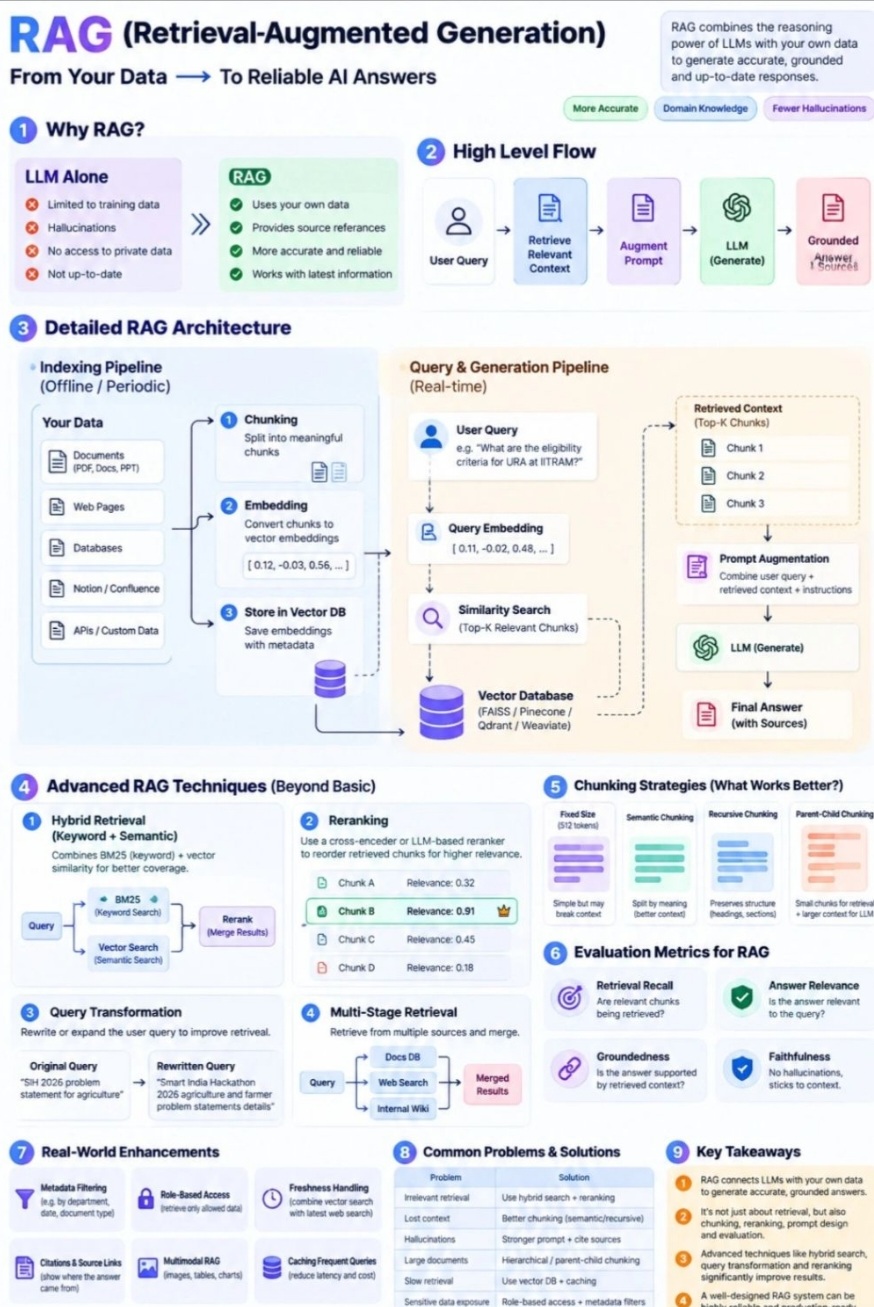 RAG (Retrieval-Augmented Generation)
From Your Data → To Reliable AI Answers
RAG combines the reasoning
power of LLMs with your own data
to generate accurate, grounded
and up-to-date responses.
More Accurate
Domain Knowledge
Fewer Hallucinations
1 Why RAG?
LLM Alone
Limited to training data
Hallucinations
No access to private data
Not up-to-date
RAG
Uses your own data
Provides source referances
More accurate and reliable
Works with latest information
2 High Level Flow
User Query
Retrieve
Relevant
Context
Augment
Prompt
LLM
(Generate)
Grounded
Answer
Sources
3 Detailed RAG Architecture
Indexing Pipeline
(Offline / Periodic)
Your Data
Documents
(PDF, Docs, PPT)
Web Pages
Databases
Notion / Confluence
APIs / Custom Data
1 Chunking
Split into meaningful
chunks
2 Embedding
Convert chunks to
vector embeddings
[ 0.12, -0.03, 0.56, ... ]
3 Store in Vector DB
Save embeddings
with metadata
Query & Generation Pipeline
(Real-time)
User Query
e.g. "What are the eligibility
criteria for URA at IITRAM?"
Query Embedding
[ 0.11, -0.02, 0.48, ... ]
Similarity Search
(Top-K Relevant Chunks)
Vector Database
(FAISS / Pinecone /
Qdrant / Weaviate)
Retrieved Context
(Top-K Chunks)
Chunk 1
Chunk 2
Chunk 3
Prompt Augmentation
Combine user query +
retrieved context + instructions
LLM (Generate)
Final Answer
(with Sources)
4 Advanced RAG Techniques (Beyond Basic)
1 Hybrid Retrieval
(Keyword + Semantic)
Combines BM25 (keyword) + vector
similarity for better coverage.
Query
BM25
(Keyword Search)
Vector Search
(Semantic Search)
Rerank
(Merge Results)
2 Reranking
Use a cross-enceder or LLM-based reranker
to reorder retrieved chunks for higher relevance.
Chunk A Relevance: 0.32
Chunk B Relevance: 0.91
Chunk C Relevance: 0.45
Chunk D Relevance: 0.18
3 Query Transformation
Rewrite or expand the user query to improve retrieval.
Original Query
"SIH 2026 problem
statement for agriculture"
Rewritten Query
"Smart India Hackathon
2026 agriculture and farmer
problem statements details"
4 Multi-Stage Retrieval
Retrieve from multiple sources and merge.
Query
Docs DB
Web Search
Internal Wiki
Merged
Results
5 Chunking Strategies (What Works Better?)
Fixed Size
(512 tokens)
Simple but may
break context
Semantic Chunking
Split by meaning
(better context)
Recursive Chunking
Preserves structure
(headings, sections)
Parent-Child Chunking
Small chunks for retrieval
+ larger context for LLM
6 Evaluation Metrics for RAG
Retrieval Recall
Are relevant chunks
being retrieved?
Answer Relevance
Is the answer relevant
to the query?
Groundedness
Is the answer supported
by retrieved context?
Faithfulness
No hallucinations,
sticks to context.
7 Real-World Enhancements
Metadata Filtering
(e.g. by department,
date, document type)
Role-Based Access
(retrieve only allowed data)
Freshness Handling
(combine vector search
with latest web search)
Citations & Source Links
(show where the answer
came from)
Multimodal RAG
(images, tables, charts)
Caching Frequent Queries
(reduce latency and cost)
8 Common Problems & Solutions
Problem Solution
Irrelevant retrieval Use hybrid search + reranking
Lost context Better chunking (semantic/recursive)
Hallucinations Stronger prompt + cite sources
Large documents Hierarchical / parent-child chunking
Slow retrieval Use vector DB + caching
Sensitive data exposure Role-based access + metadata filters
9 Key Takeaways
1 RAG connects LLMs with your own data
to generate accurate, grounded answers.
2 It's not just about retrieval, but also
chunking, reranking, prompt design
and evaluation.
3 Advanced techniques like hybrid search,
query transformation and reranking
significantly improve results.
4 A well-designed RAG system can be